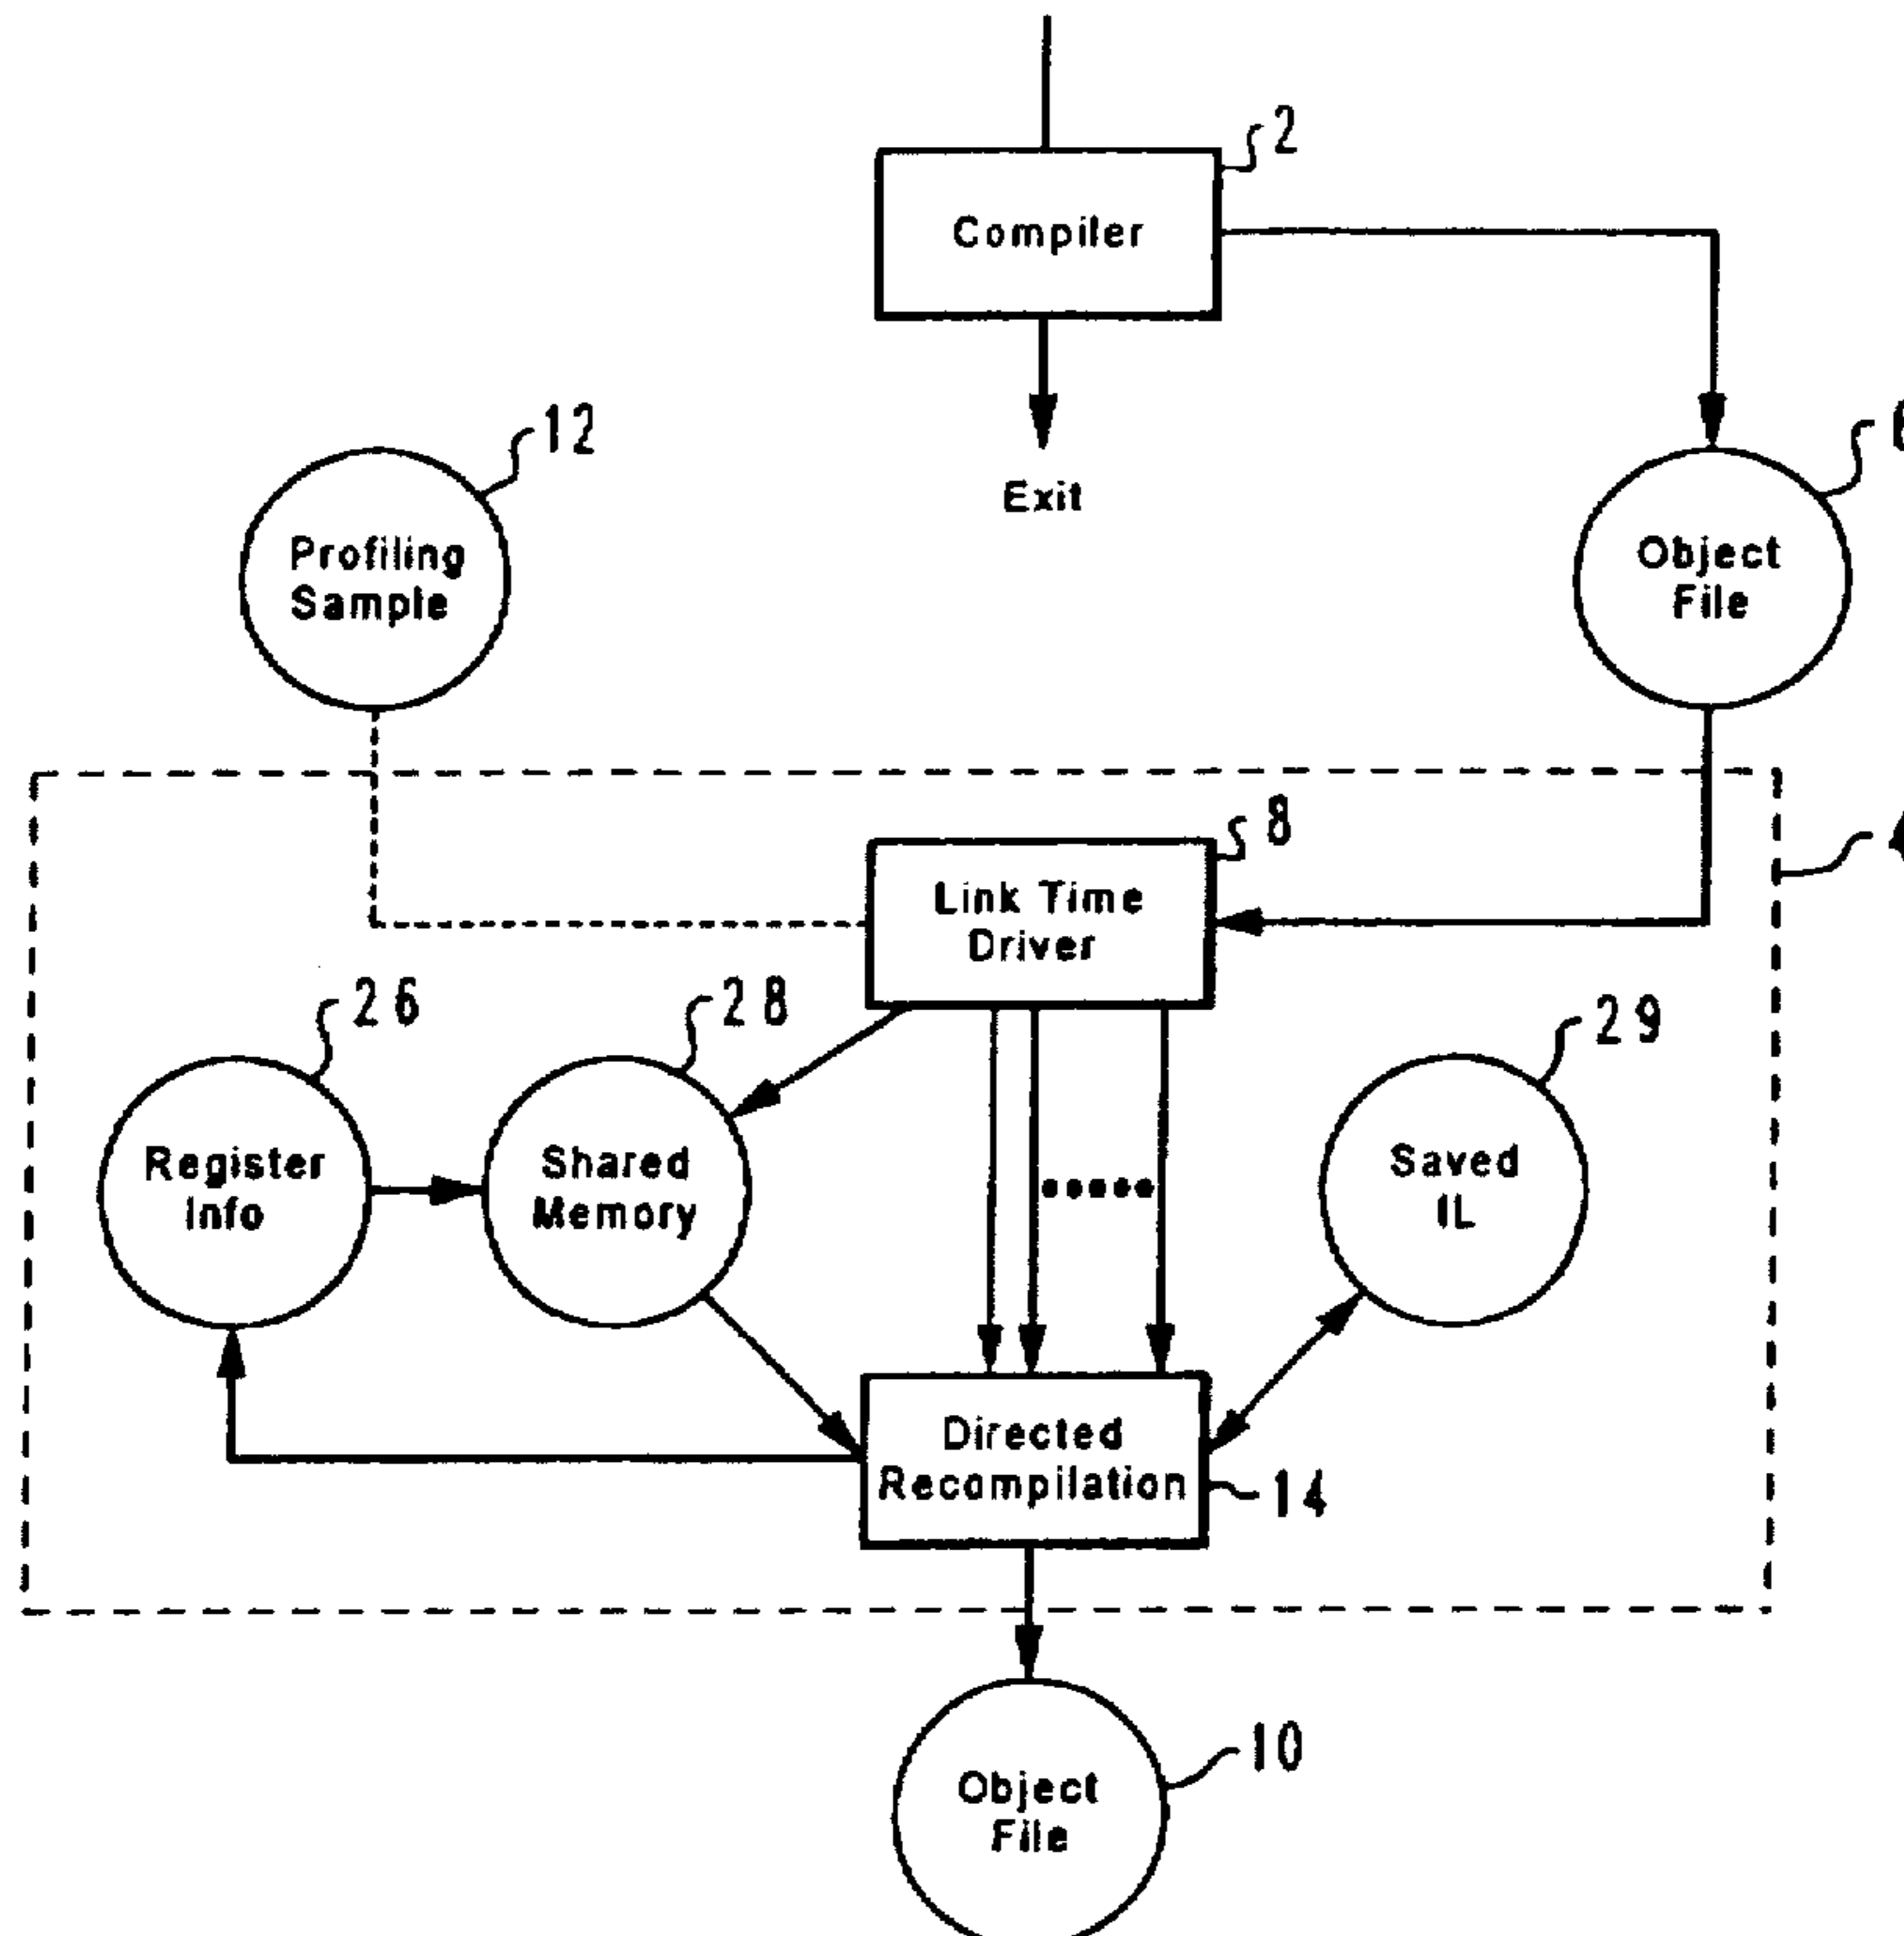 2
Compiler
12
Exit
Profiling
Sample
Object
File
8
Link Time
Driver
26
28
29
Register
Info
Shared
Memory
Saved
IL
Directed
Recompilation
14
10
Object
File